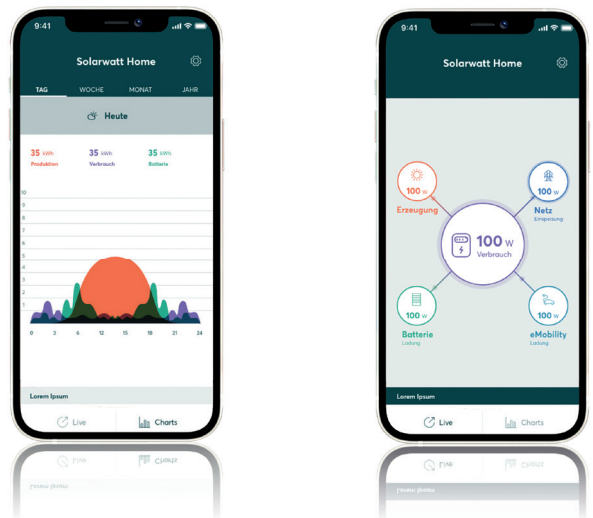 9:41
Solarwatt Home
TAG WOCHE MONAT JAHR
Heute
35 kWh 35 kWh 35 kWh
Produktion Verbrauch Batterie
10
9
8
7
6
5
4
3
2
1
0 3 6 12 15 18 21 24
Lorem Ipsum
Live Charts
9:41
Solarwatt Home
100 w
Erzeugung
100 w
Netz
Einspeisung
100 w
Verbrauch
100 w
Batterie
Ladung
100 w
eMobility
Ladung
Lorem Ipsum
Live Charts